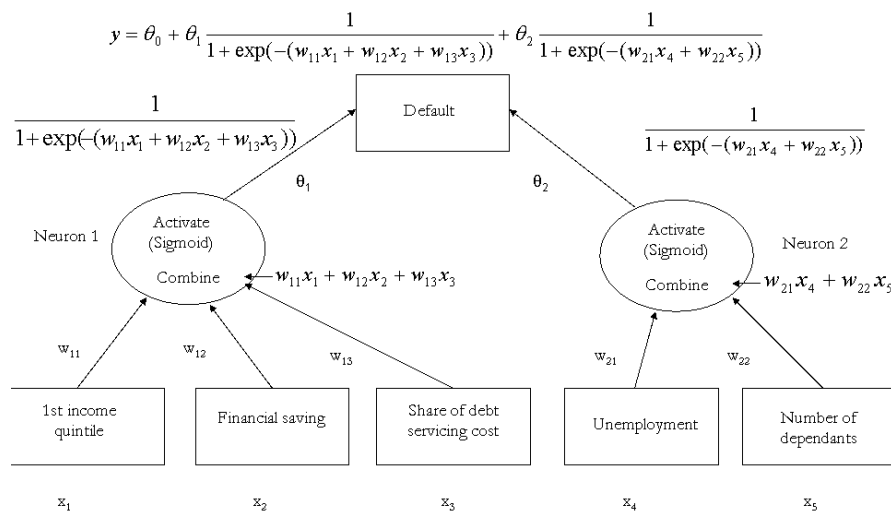 y = θ₀ + θ₁ 1/(1 + exp(−(w₁₁x₁ + w₁₂x₂ + w₁₃x₃))) + θ₂ 1/(1 + exp(−(w₂₁x₄ + w₂₂x₅)))
Default
1/(1 + exp(−(w₁₁x₁ + w₁₂x₂ + w₁₃x₃)))
1/(1 + exp(−(w₂₁x₄ + w₂₂x₅)))
θ₁
θ₂
Neuron 1
Activate
(Sigmoid)
Combine
w₁₁x₁ + w₁₂x₂ + w₁₃x₃
Activate
(Sigmoid)
Combine
Neuron 2
w₂₁x₄ + w₂₂x₅
w₁₁
w₁₂
w₁₃
w₂₁
w₂₂
1st income
quintile
Financial saving
Share of debt
servicing cost
Unemployment
Number of
dependants
x₁
x₂
x₃
x₄
x₅